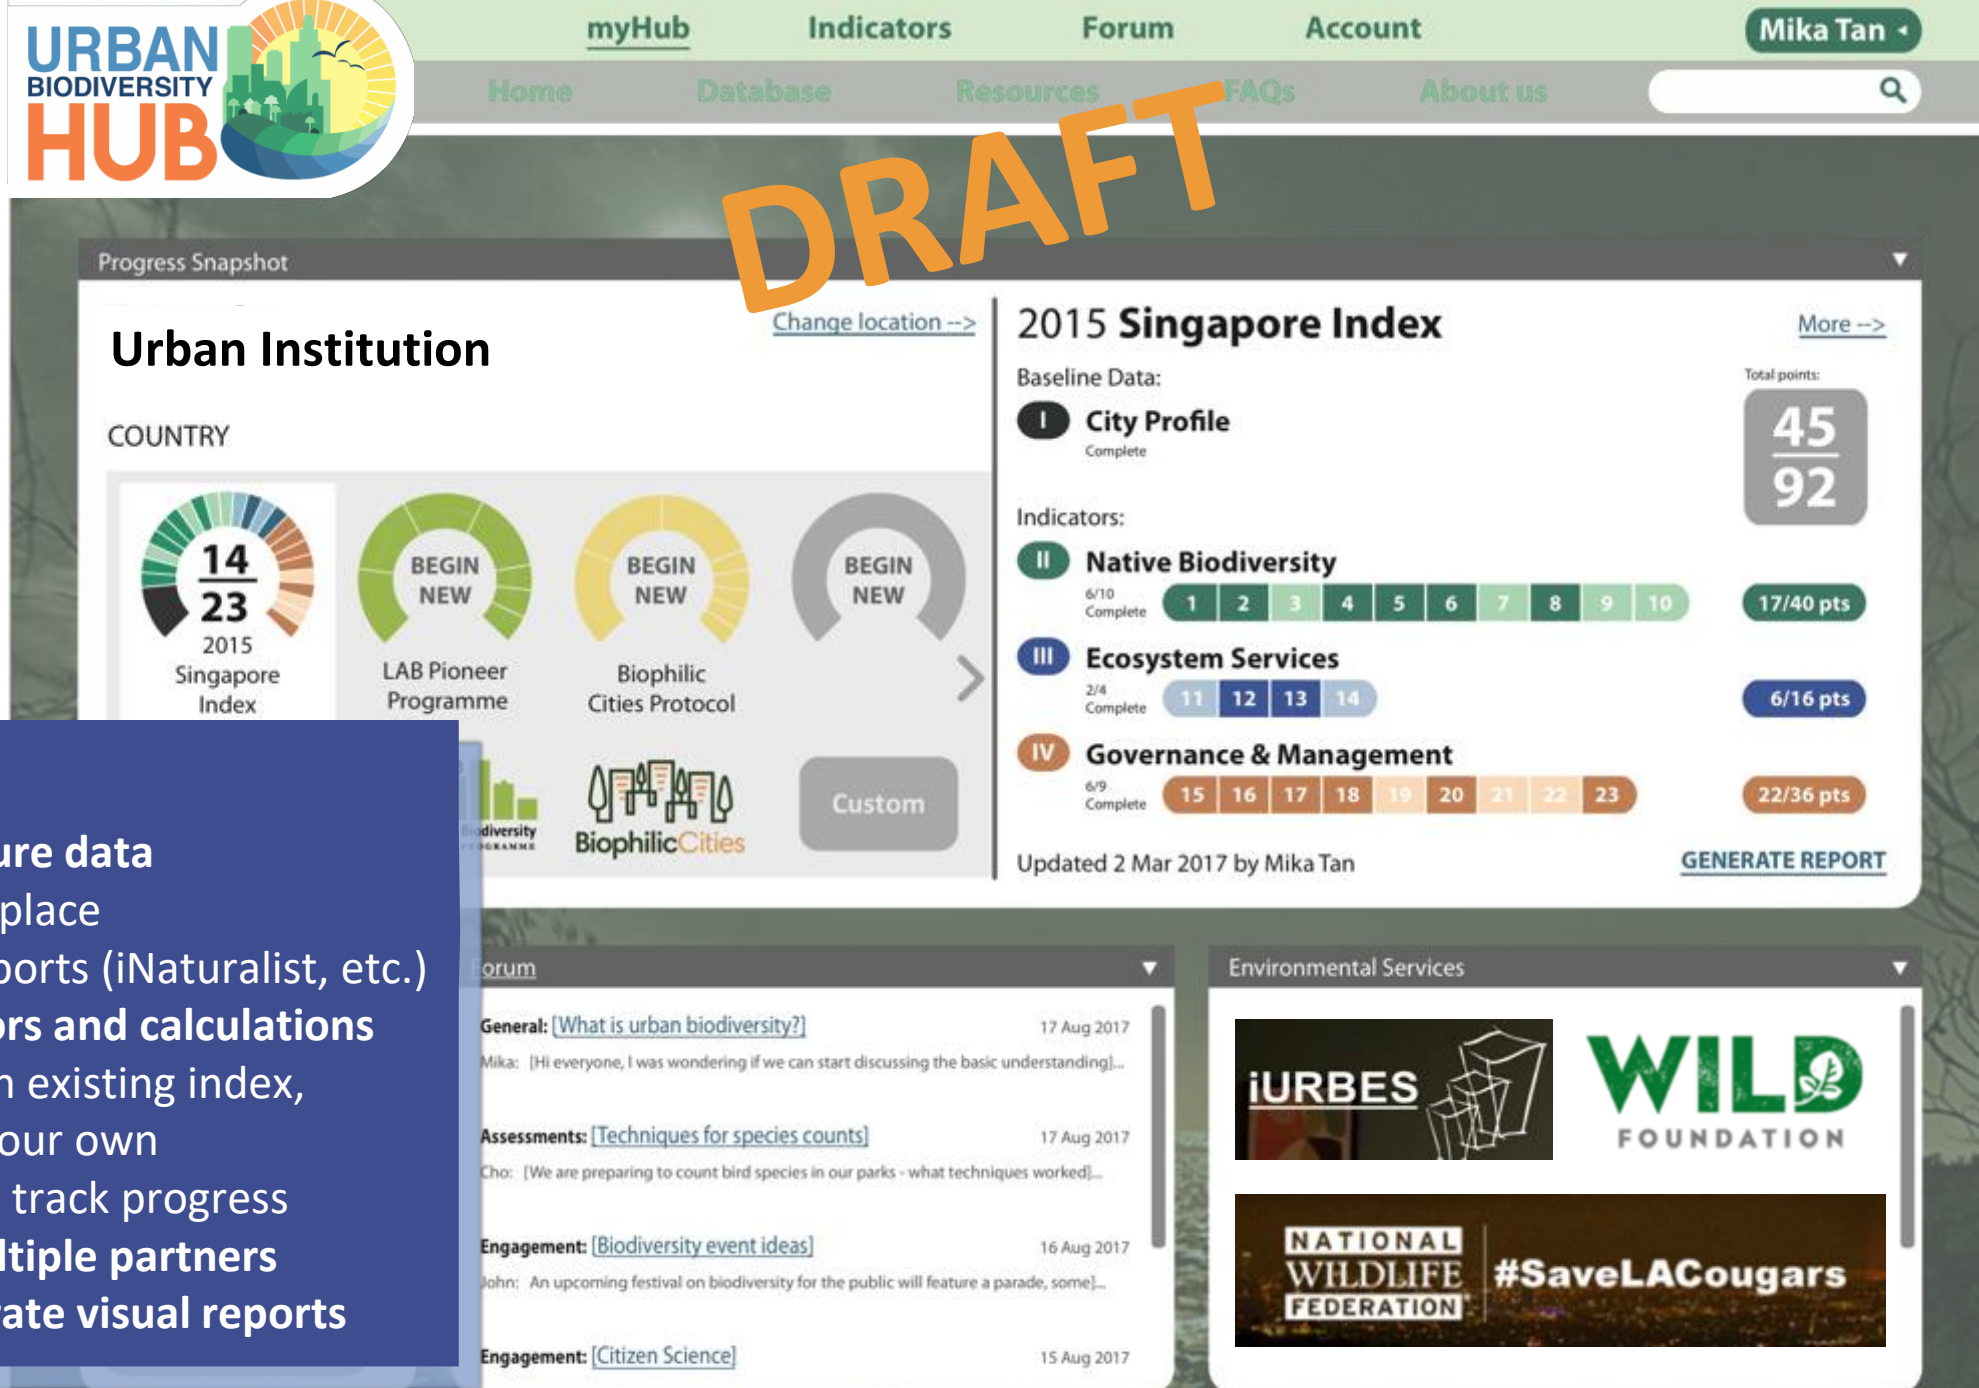 URBAN
BIODIVERSITY
HUB
myHub Indicators Forum Account Mika Tan
Home Database Resources FAQs About us
DRAFT
Progress Snapshot
Urban Institution
Change location -->
COUNTRY
14
23
2015
Singapore
Index
BEGIN
NEW
LAB Pioneer
Programme
BEGIN
NEW
Biophilic
Cities Protocol
BEGIN
NEW
diversity
BiophilicCities
Custom
2015 Singapore Index
More -->
Baseline Data:
Total points:
45
92
I City Profile
Complete
Indicators:
II Native Biodiversity
6/10
Complete
1 2 3 4 5 6 7 8 9 10
17/40 pts
III Ecosystem Services
2/4
Complete
11 12 13 14
6/16 pts
IV Governance & Management
6/9
Complete
15 16 17 18 19 20 21 22 23
22/36 pts
Updated 2 Mar 2017 by Mika Tan
GENERATE REPORT
ure data
place
ports (iNaturalist, etc.)
ors and calculations
n existing index,
our own
track progress
ltiple partners
rate visual reports
orum
General: [What is urban biodiversity?] 17 Aug 2017
Mika: [Hi everyone, I was wondering if we can start discussing the basic understanding]...
Assessments: [Techniques for species counts] 17 Aug 2017
Cho: [We are preparing to count bird species in our parks - what techniques worked]...
Engagement: [Biodiversity event ideas] 16 Aug 2017
John: An upcoming festival on biodiversity for the public will feature a parade, some]...
Engagement: [Citizen Science] 15 Aug 2017
Environmental Services
iURBES
WILD
FOUNDATION
NATIONAL
WILDLIFE
FEDERATION
#SaveLACougars